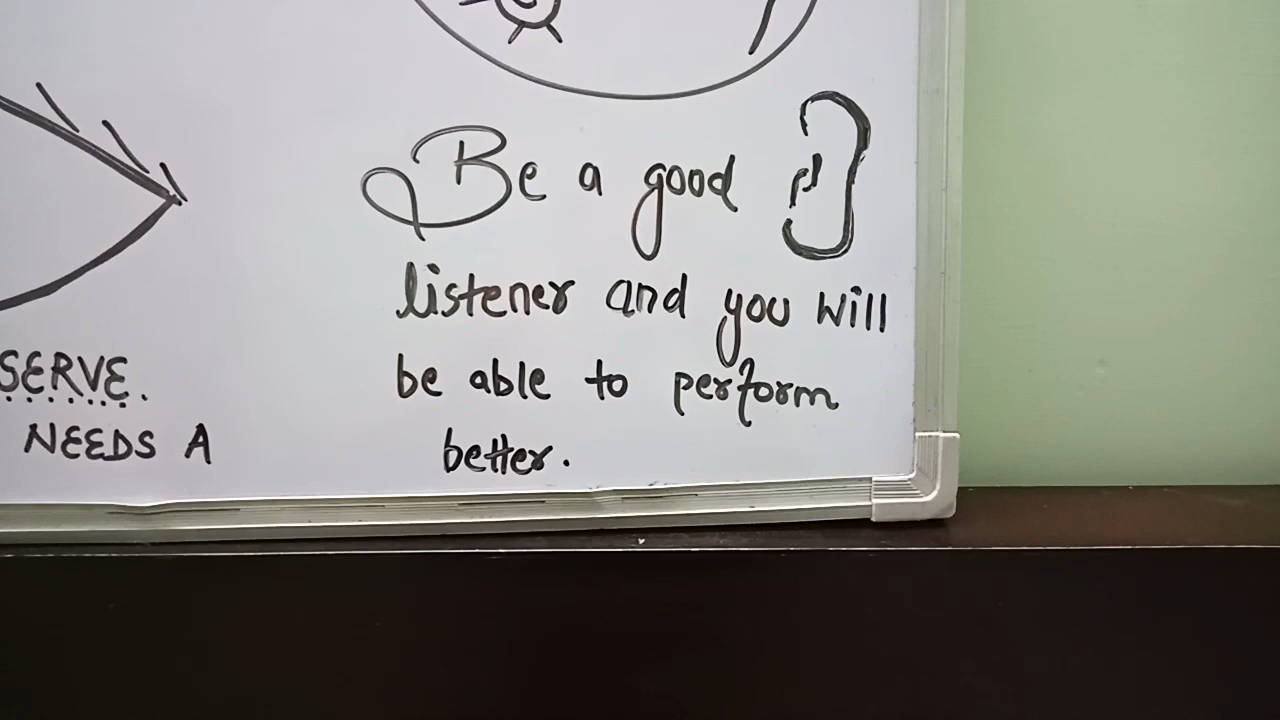 SERVE.
NEEDS A
Be a good
listener and you will
be able to perform
better.